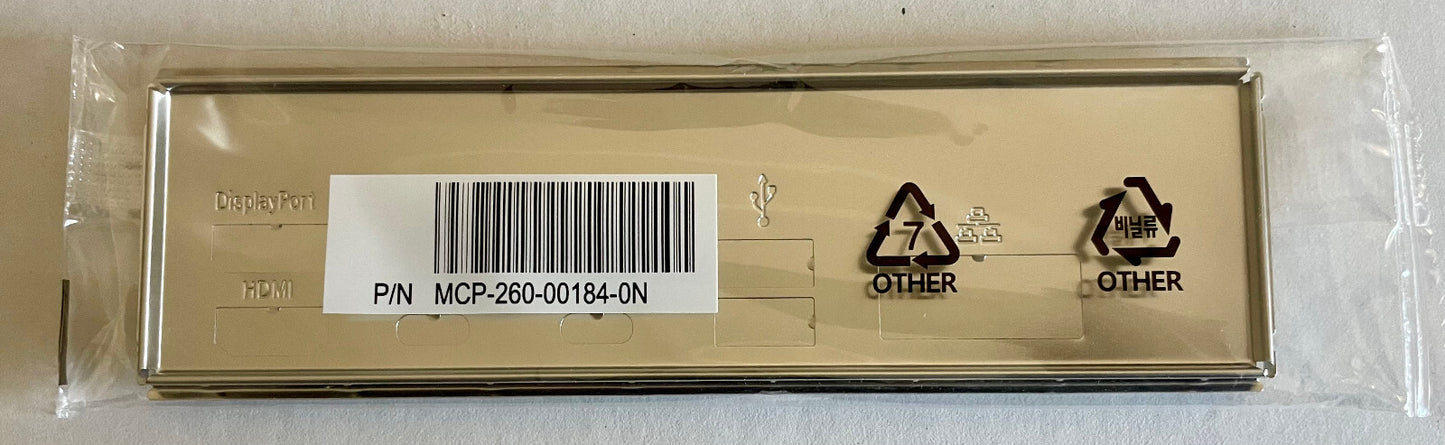 DisplayPort
HDMI
P/N MCP-260-00184-0N
7
OTHER
비닐류
OTHER